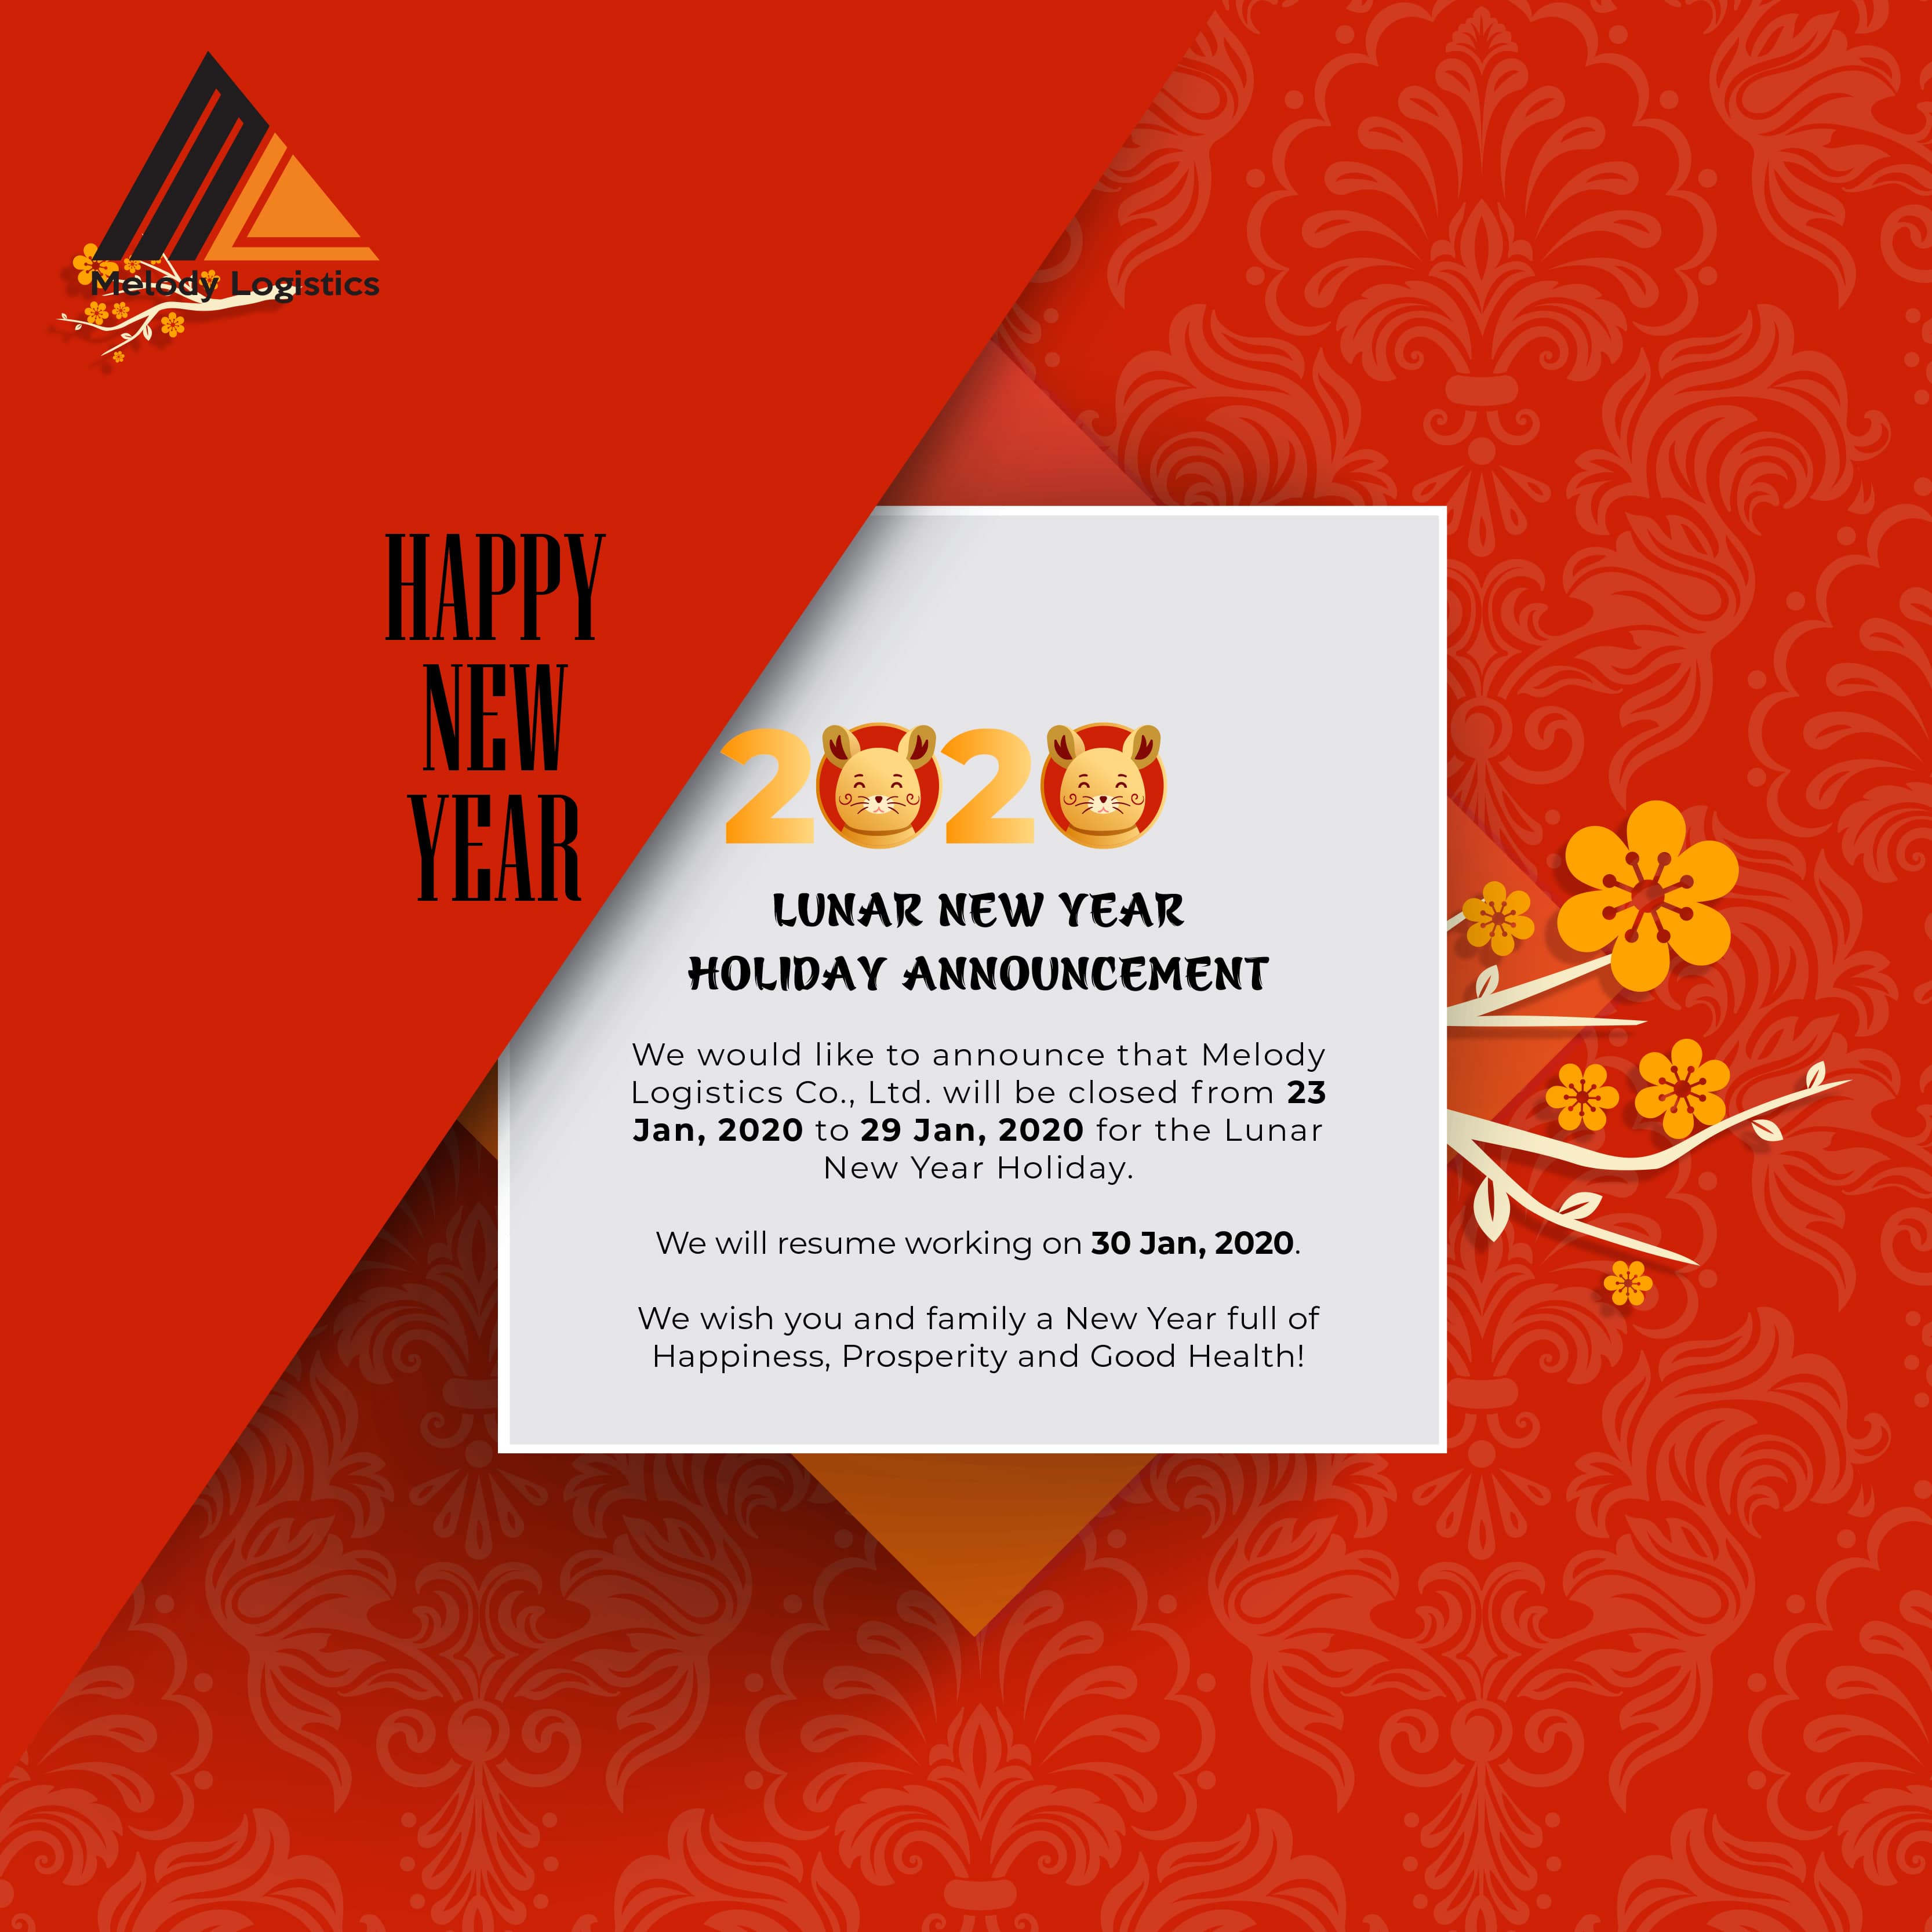 Melody Logistics
HAPPY
NEW
YEAR
2020
LUNAR NEW YEAR
HOLIDAY ANNOUNCEMENT
We would like to announce that Melody
Logistics Co., Ltd. will be closed from 23
Jan, 2020 to 29 Jan, 2020 for the Lunar
New Year Holiday.
We will resume working on 30 Jan, 2020.
We wish you and family a New Year full of
Happiness, Prosperity and Good Health!